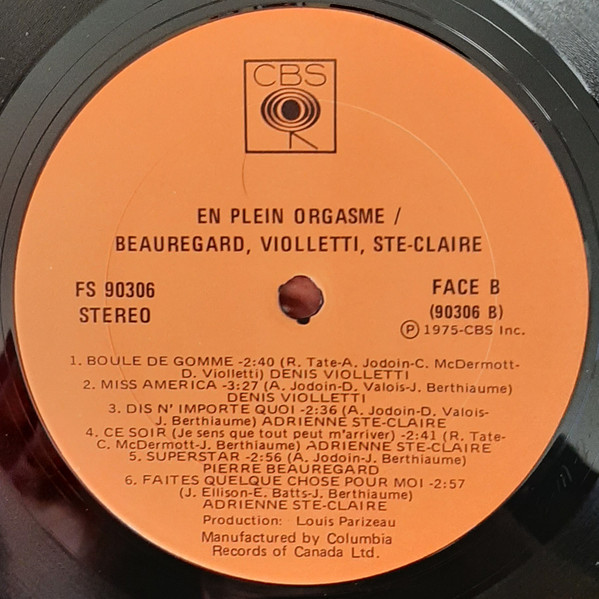 CBS
EN PLEIN ORGASME /
BEAUREGARD, VIOLLETTI, STE-CLAIRE
FS 90306
STEREO
FACE B
(90306 B)
Ⓟ 1975-CBS Inc.
1. BOULE DE GOMME -2:40 (R. Tate-A. Jodoin-C. McDermott-
D. Violletti) DENIS VIOLLETTI
2. MISS AMERICA -3:27 (A. Jodoin-D. Valois-J. Berthiaume)
DENIS VIOLLETTI
3. DIS N' IMPORTE QUOI -2:36 (A. Jodoin-D. Valois-
J. Berthiaume) ADRIENNE STE-CLAIRE
4. CE SOIR (Je sens que tout peut m'arriver) -2:41 (R. Tate-
C. McDermott-J. Berthiaume) ADRIENNE STE-CLAIRE
5. SUPERSTAR -2:56 (A. Jodoin-J. Berthiaume)
PIERRE BEAUREGARD
6. FAITES QUELQUE CHOSE POUR MOI -2:57
(J. Ellison-E. Batts-J. Berthiaume)
ADRIENNE STE-CLAIRE
Production: Louis Parizeau
Manufactured by Columbia
Records of Canada Ltd.